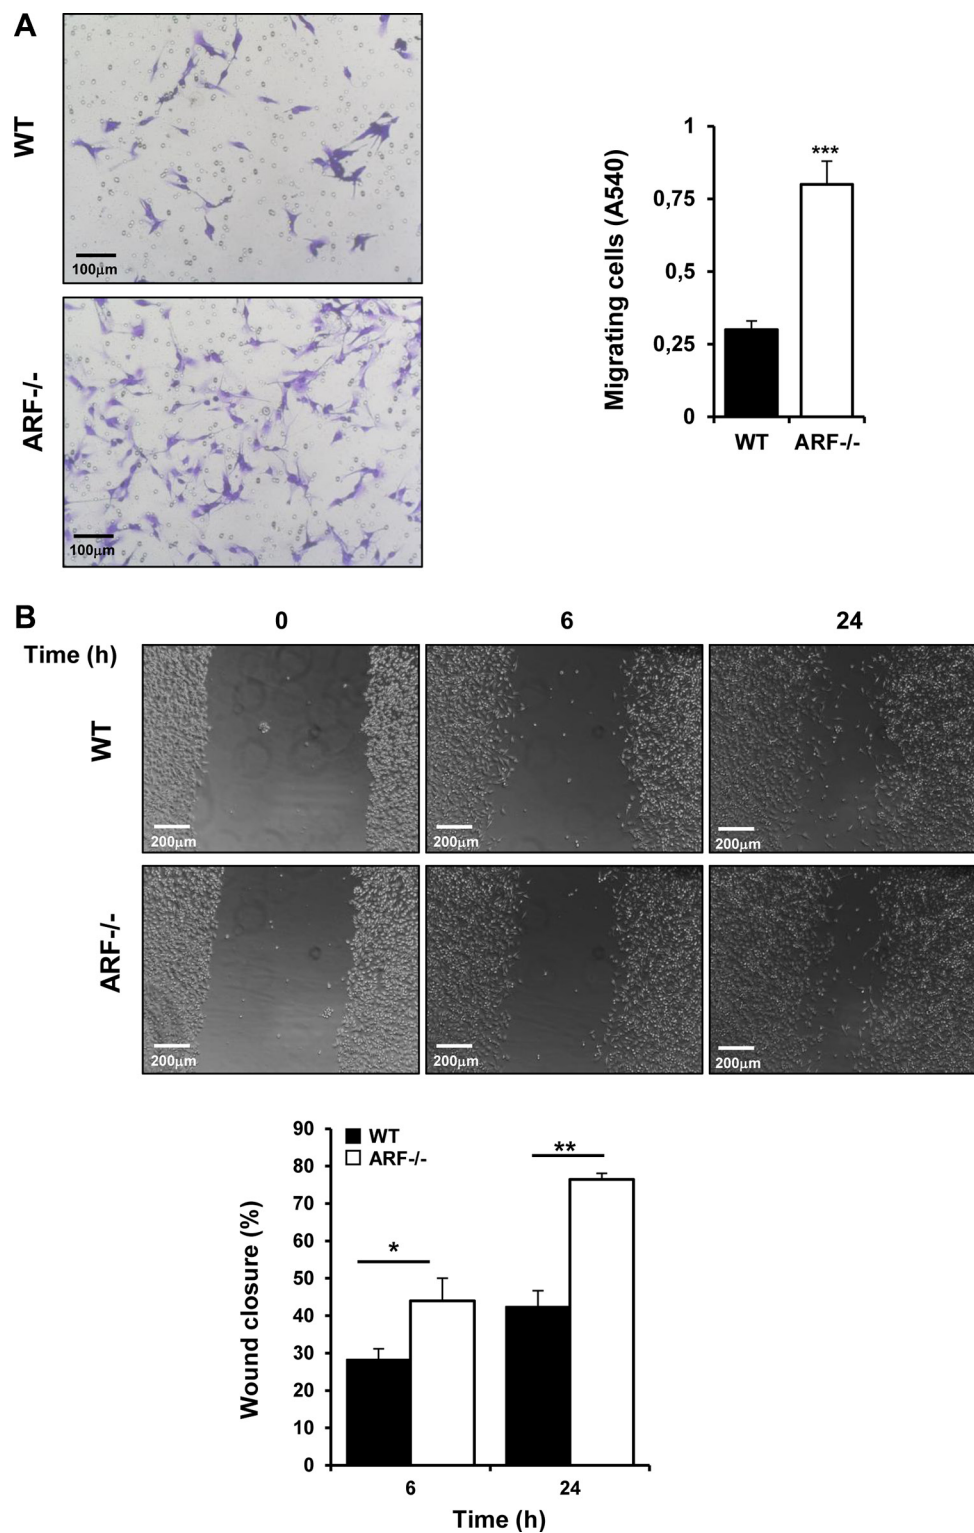 A
WT
100μm
ARF-/-
100μm
Migrating cells (A540)
1
0,75
0,5
0,25
0
***
WT ARF-/-
B
0 6 24
Time (h)
WT
200μm 200μm 200μm
ARF-/-
200μm 200μm 200μm
Wound closure (%)
90
80
70
60
50
40
30
20
10
0
WT
ARF-/-
*
**
6 24
Time (h)